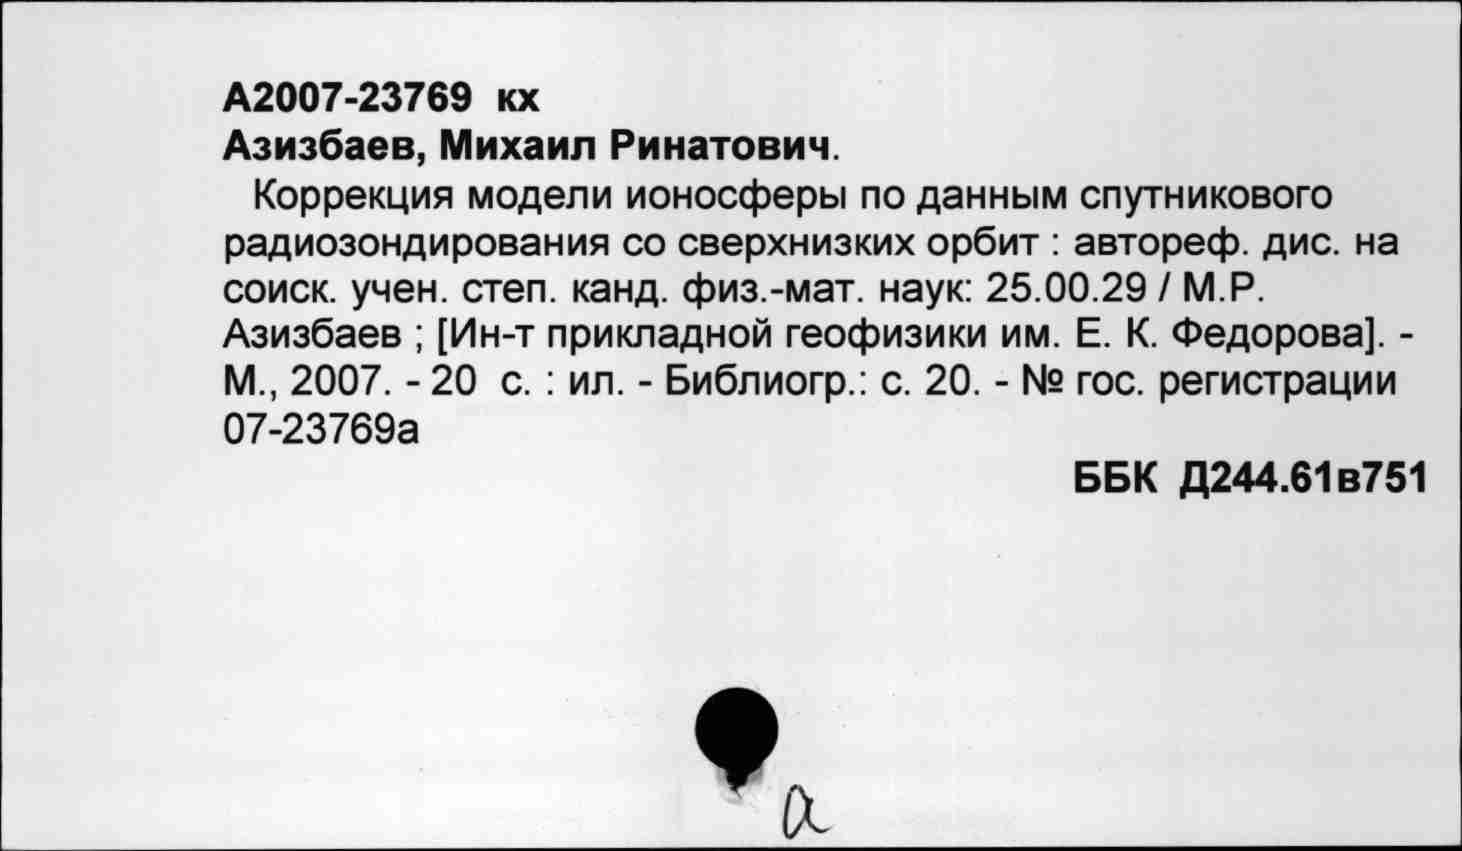 А2007-23769 кх
Азизбаев, Михаил Ринатович.
Коррекция модели ионосферы по данным спутникового
радиозондирования со сверхнизких орбит : автореф. дис. на
соиск. учен. степ. канд. физ.-мат. наук: 25.00.29 / М.Р.
Азизбаев ; [Ин-т прикладной геофизики им. Е. К. Федорова]. -
М., 2007. - 20 с. : ил. - Библиогр.: с. 20. - № гос. регистрации
07-23769а
ББК Д244.61в751
а